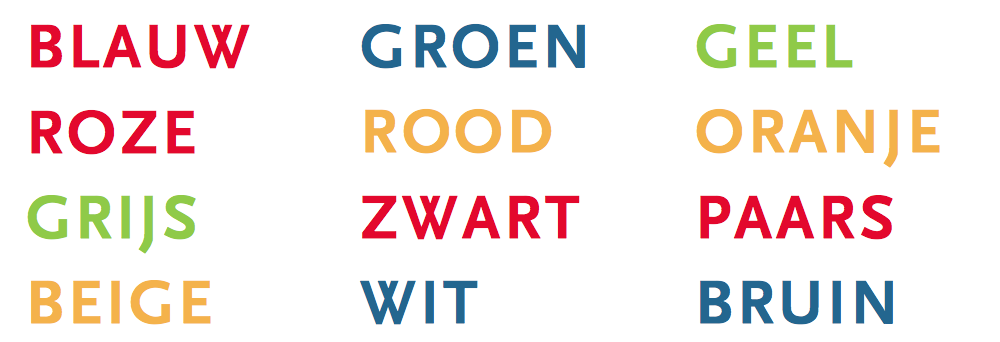 BLAUW GROEN GEEL
ROZE ROOD ORANJE
GRIJS ZWART PAARS
BEIGE WIT BRUIN